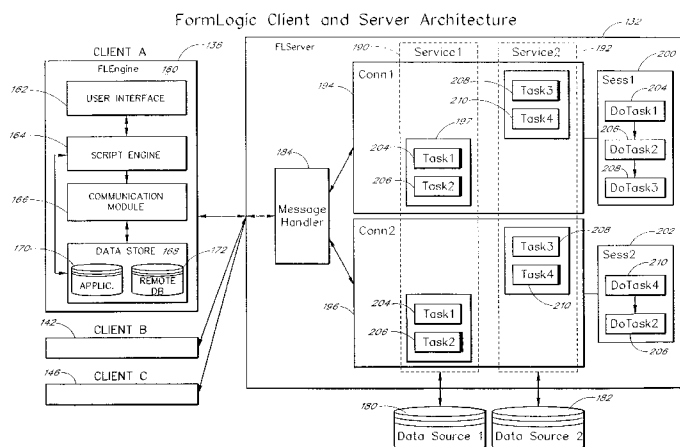 FormLogic Client and Server Architecture
CLIENT A
136
FLEngine
160
162
USER INTERFACE
164
SCRIPT ENGINE
166
COMMUNICATION
MODULE
DATA STORE 168
170
172
APPLIC.
REMOTE
DB
142
CLIENT B
146
CLIENT C
132
FLServer
190
Service1
Service2
192
184
Message
Handler
194
Conn1
197
204
Task1
206
Task2
208
Task3
210
Task4
200
Sess1
204
DoTask1
206
DoTask2
208
DoTask3
196
Conn2
204
Task1
206
Task2
208
Task3
Task4
210
202
Sess2
210
DoTask4
DoTask2
206
180
Data Source 1
182
Data Source 2